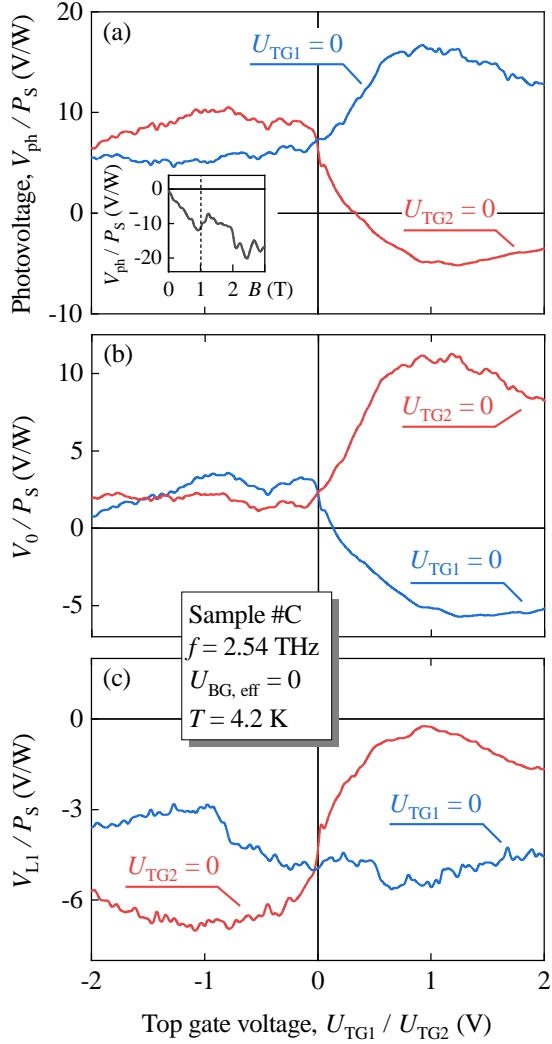 (a)
U_TG1 = 0
U_TG2 = 0
Photovoltage, V_ph / P_S (V/W)
20
10
0
-10
V_ph / P_S (V/W)
0
-10
-20
0
1
2
B (T)
(b)
U_TG2 = 0
U_TG1 = 0
V_0 / P_S (V/W)
10
5
0
-5
Sample #C
f = 2.54 THz
U_BG, eff = 0
T = 4.2 K
(c)
U_TG1 = 0
U_TG2 = 0
V_L1 / P_S (V/W)
0
-3
-6
-2
-1
0
1
2
Top gate voltage, U_TG1 / U_TG2 (V)